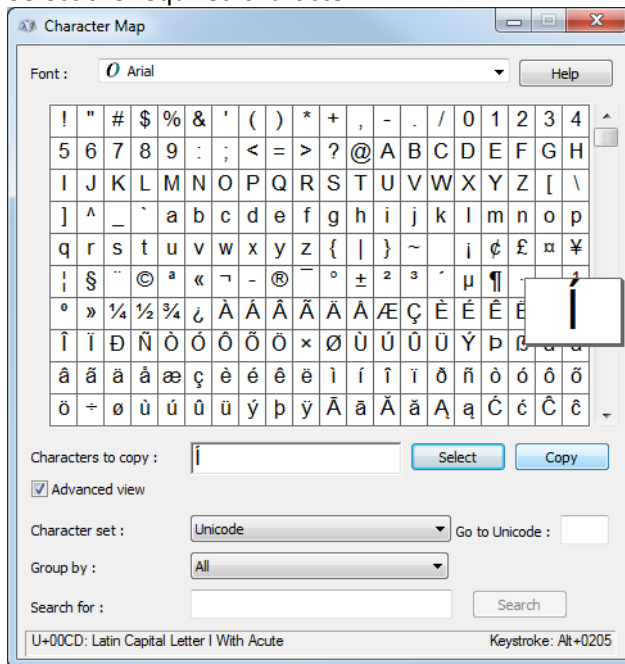 Character Map
Font : O Arial Help
! " # $ % & ' ( ) * + , - . / 0 1 2 3 4
5 6 7 8 9 : ; < = > ? @ A B C D E F G H
I J K L M N O P Q R S T U V W X Y Z [ \
] ^ _ ` a b c d e f g h i j k l m n o p
q r s t u v w x y z { | } ~ ¡ ¢ £ ¤ ¥
¦ § ¨ © ª « ¬ - ® ¯ ° ± ² ³ ´ µ ¶
º » ¼ ½ ¾ ¿ À Á Â Ã Ä Å Æ Ç È É Ê Ë Í
Î Ï Ð Ñ Ò Ó Ô Õ Ö × Ø Ù Ú Û Ü Ý Þ ß
â ã ä å æ ç è é ê ë ì í î ï ð ñ ò ó ô õ
ö ÷ ø ù ú û ü ý þ ÿ Ā ā Ă ă Ą ą Ć ć Ĉ ĉ
Characters to copy : Í Select Copy
Advanced view
Character set : Unicode Go to Unicode :
Group by : All
Search for : Search
U+00CD: Latin Capital Letter I With Acute Keystroke: Alt+0205